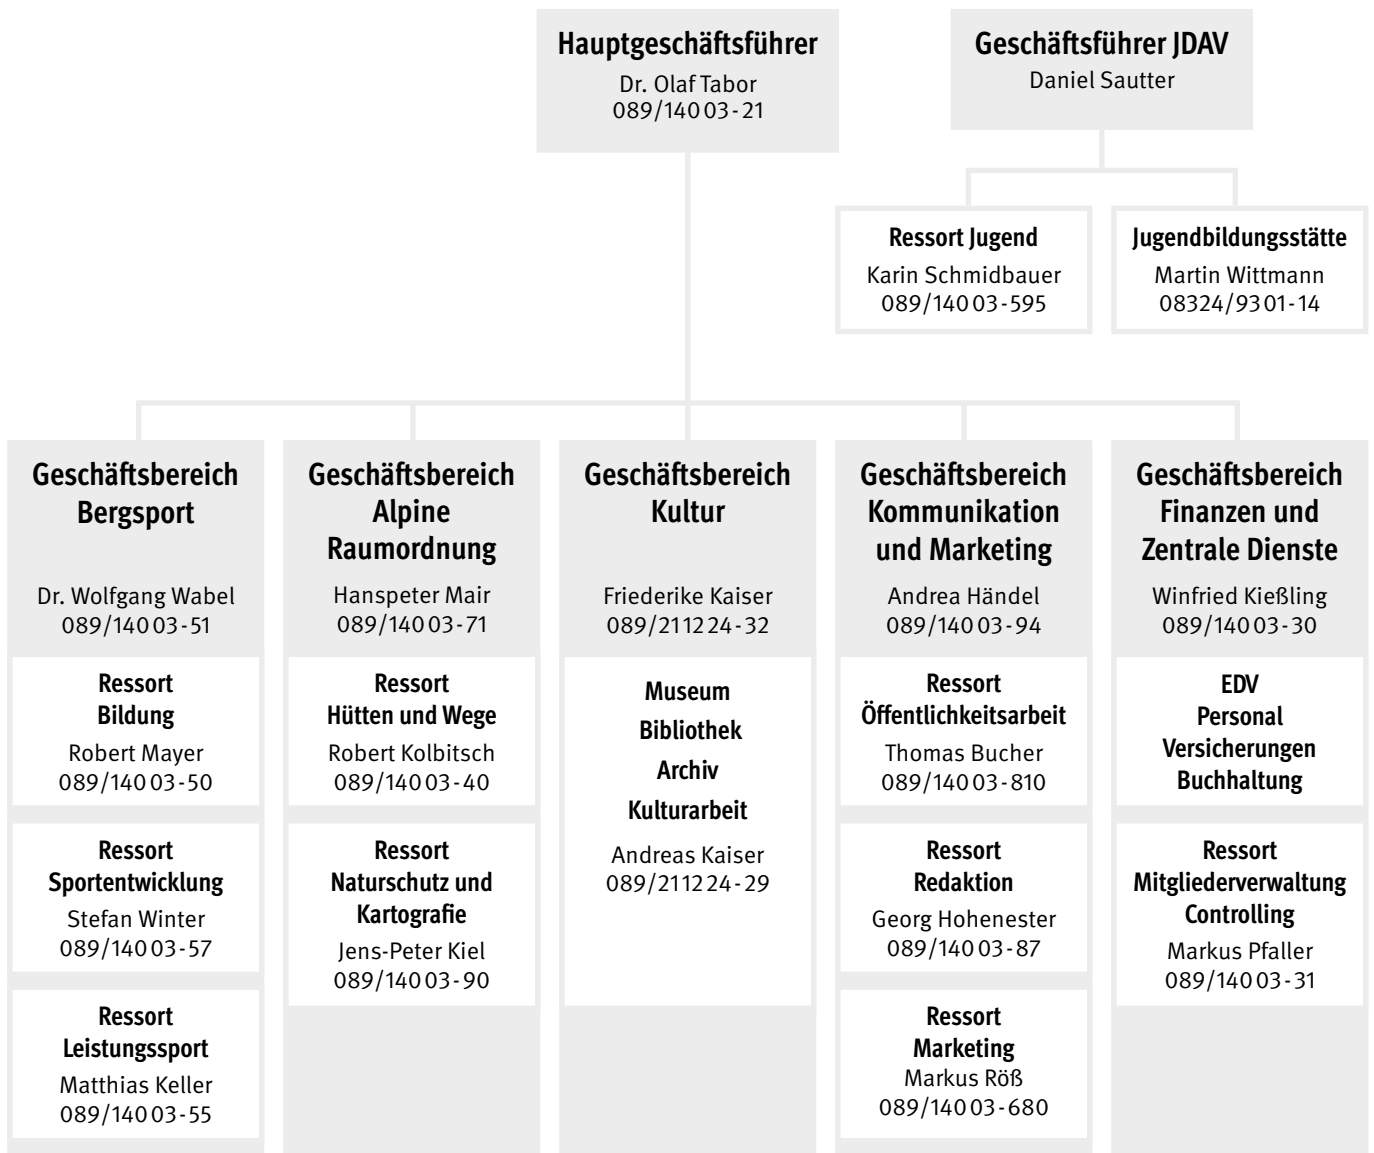 Hauptgeschäftsführer
Dr. Olaf Tabor
089/140 03-21
Geschäftsführer JDAV
Daniel Sautter
Ressort Jugend
Karin Schmidbauer
089/140 03-595
Jugendbildungsstätte
Martin Wittmann
08324/93 01-14
Geschäftsbereich
Bergsport
Dr. Wolfgang Wabel
089/140 03-51
Ressort
Bildung
Robert Mayer
089/140 03-50
Ressort
Sportentwicklung
Stefan Winter
089/140 03-57
Ressort
Leistungssport
Matthias Keller
089/140 03-55
Geschäftsbereich
Alpine
Raumordnung
Hanspeter Mair
089/140 03-71
Ressort
Hütten und Wege
Robert Kolbitsch
089/140 03-40
Ressort
Naturschutz und
Kartografie
Jens-Peter Kiel
089/140 03-90
Geschäftsbereich
Kultur
Friederike Kaiser
089/211 224-32
Museum
Bibliothek
Archiv
Kulturarbeit
Andreas Kaiser
089/211 224-29
Geschäftsbereich
Kommunikation
und Marketing
Andrea Händel
089/140 03-94
Ressort
Öffentlichkeitsarbeit
Thomas Bucher
089/140 03-810
Ressort
Redaktion
Georg Hohenester
089/140 03-87
Ressort
Marketing
Markus Röß
089/140 03-680
Geschäftsbereich
Finanzen und
Zentrale Dienste
Winfried Kießling
089/140 03-30
EDV
Personal
Versicherungen
Buchhaltung
Ressort
Mitgliederverwaltung
Controlling
Markus Pfaller
089/140 03-31